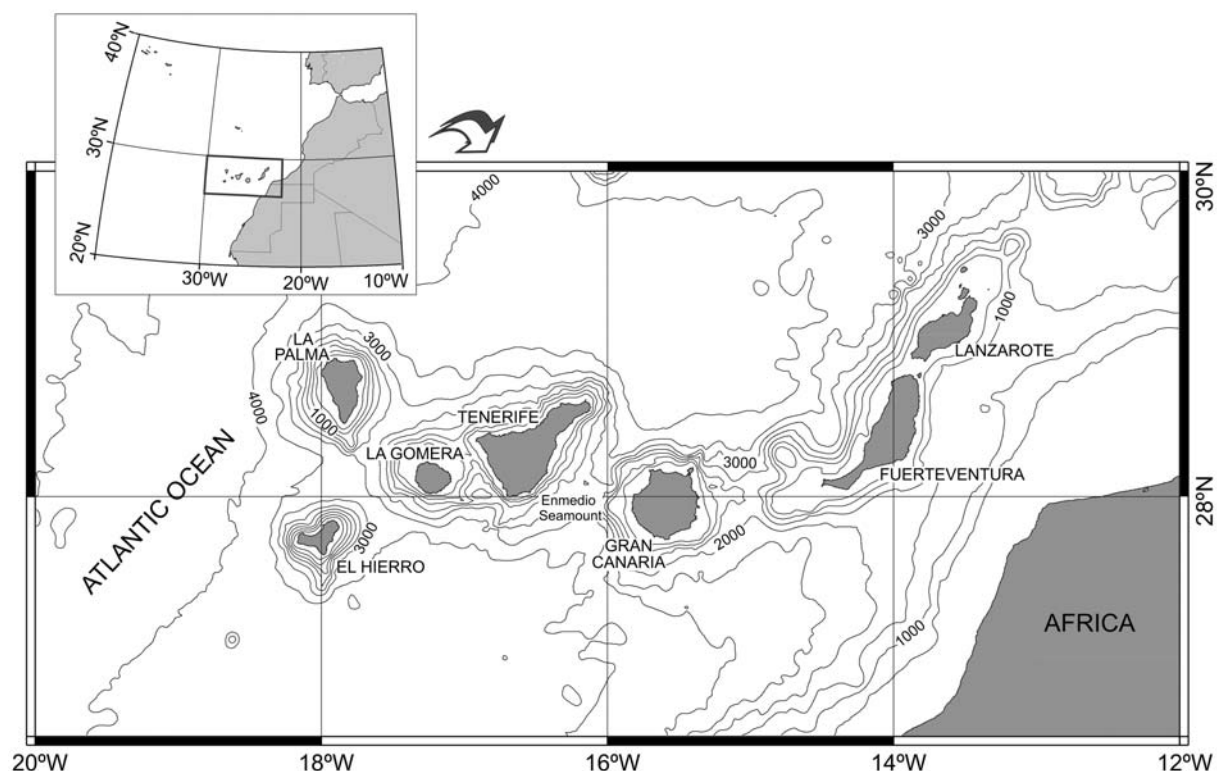 40ºN
30ºN
20ºN
30ºW
20ºW
10ºW
4000
30ºN
3000
1000
LANZAROTE
LA
PALMA
3000
4000
1000
TENERIFE
LA GOMERA
3000
FUERTEVENTURA
ATLANTIC OCEAN
Enmedio
Seamount
28ºN
3000
GRAN
CANARIA
2000
EL HIERRO
1000
AFRICA
20ºW
18ºW
16ºW
14ºW
12ºW